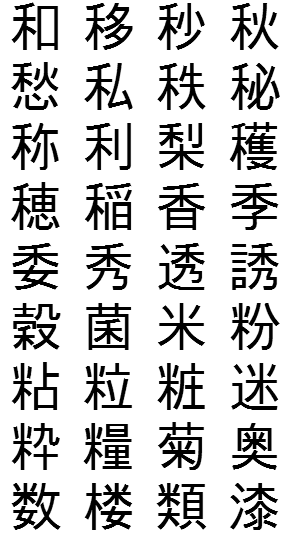 和 移 秒 秋
愁 私 秩 秘
称 利 梨 穫
穂 稲 香 季
委 秀 透 誘
穀 菌 米 粉
粘 粒 粧 迷
粋 糧 菊 奥
数 楼 類 漆